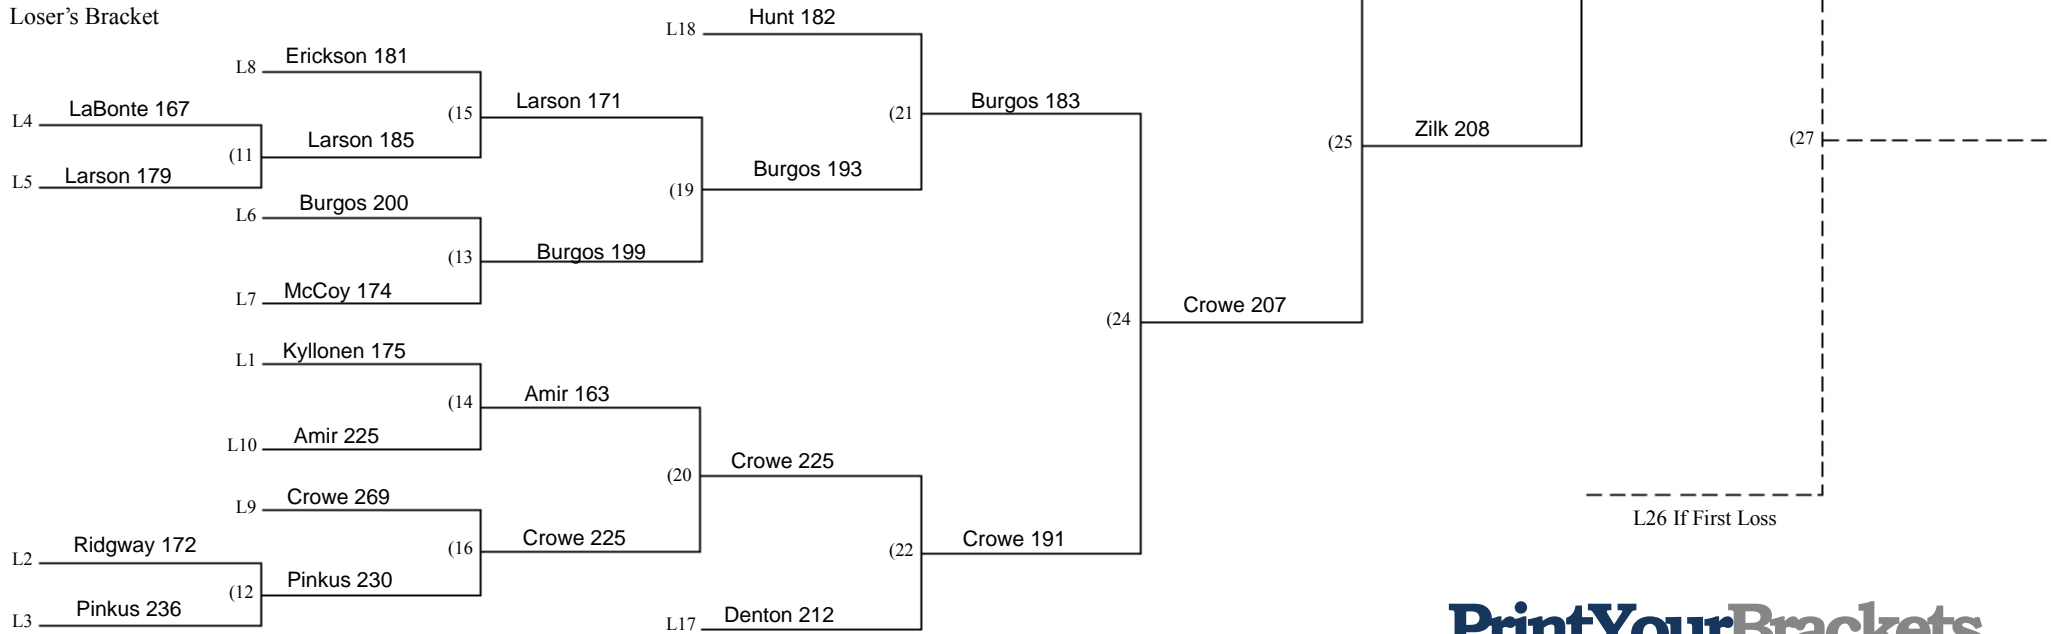 Loser's Bracket
L18 Hunt 182
L8 Erickson 181
L4 LaBonte 167
(15 Larson 171
(21 Burgos 183
(25 Zilk 208
(27
(11 Larson 185
L5 Larson 179
(19 Burgos 193
L6 Burgos 200
(13 Burgos 199
L7 McCoy 174
(24 Crowe 207
L1 Kyllonen 175
(14 Amir 163
L10 Amir 225
(20 Crowe 225
L9 Crowe 269
L26 If First Loss
(16 Crowe 225
(22 Crowe 191
L2 Ridgway 172
(12 Pinkus 230
L3 Pinkus 236
L17 Denton 212
PrintYourBrackets